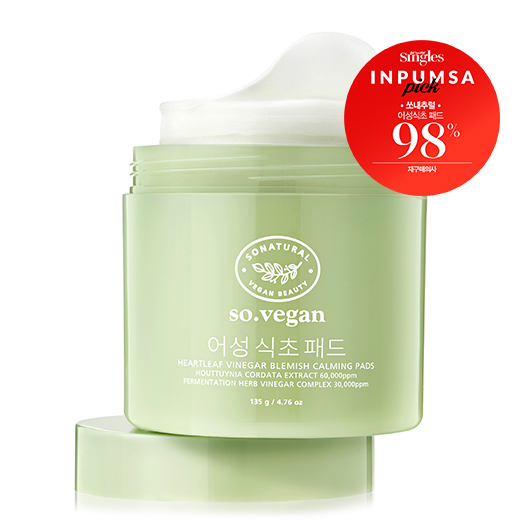 Singles
INPUMSA
pick
• 쏘내추럴 •
어성식초 패드
98%
재구매의사
SONATURAL
VEGAN BEAUTY
so.vegan
어성 식초 패드
HEARTLEAF VINEGAR BLEMISH CALMING PADS
HOUTTUYNIA CORDATA EXTRACT 60,000ppm
FERMENTATION HERB VINEGAR COMPLEX 30,000ppm
135 g / 4.76 oz